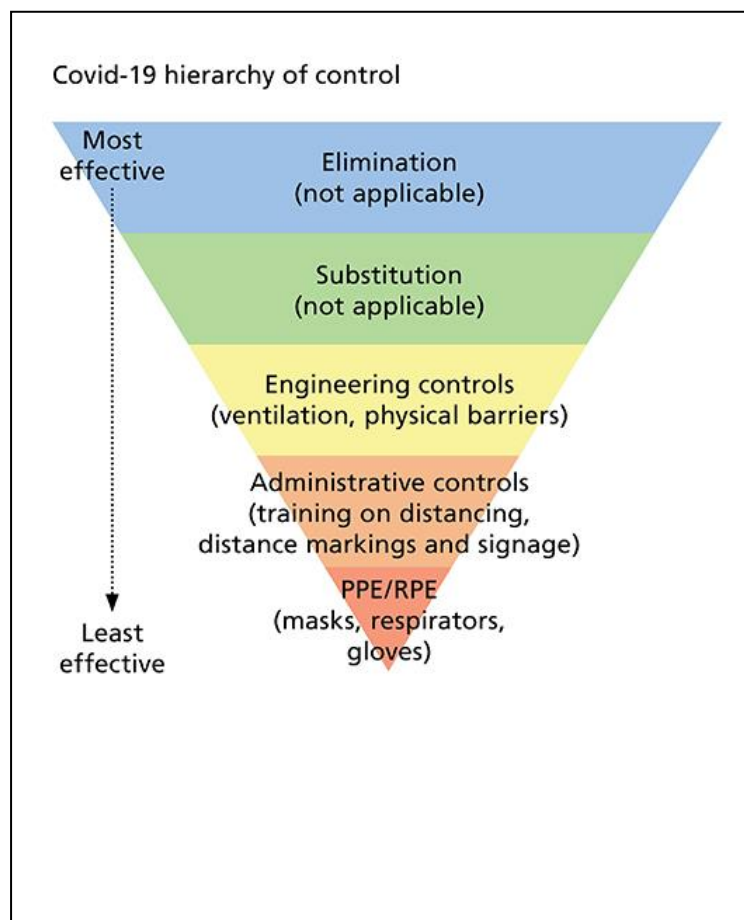 Covid-19 hierarchy of control
Most
effective
Elimination
(not applicable)
Substitution
(not applicable)
Engineering controls
(ventilation, physical barriers)
Administrative controls
(training on distancing,
distance markings and signage)
PPE/RPE
(masks, respirators,
gloves)
Least
effective